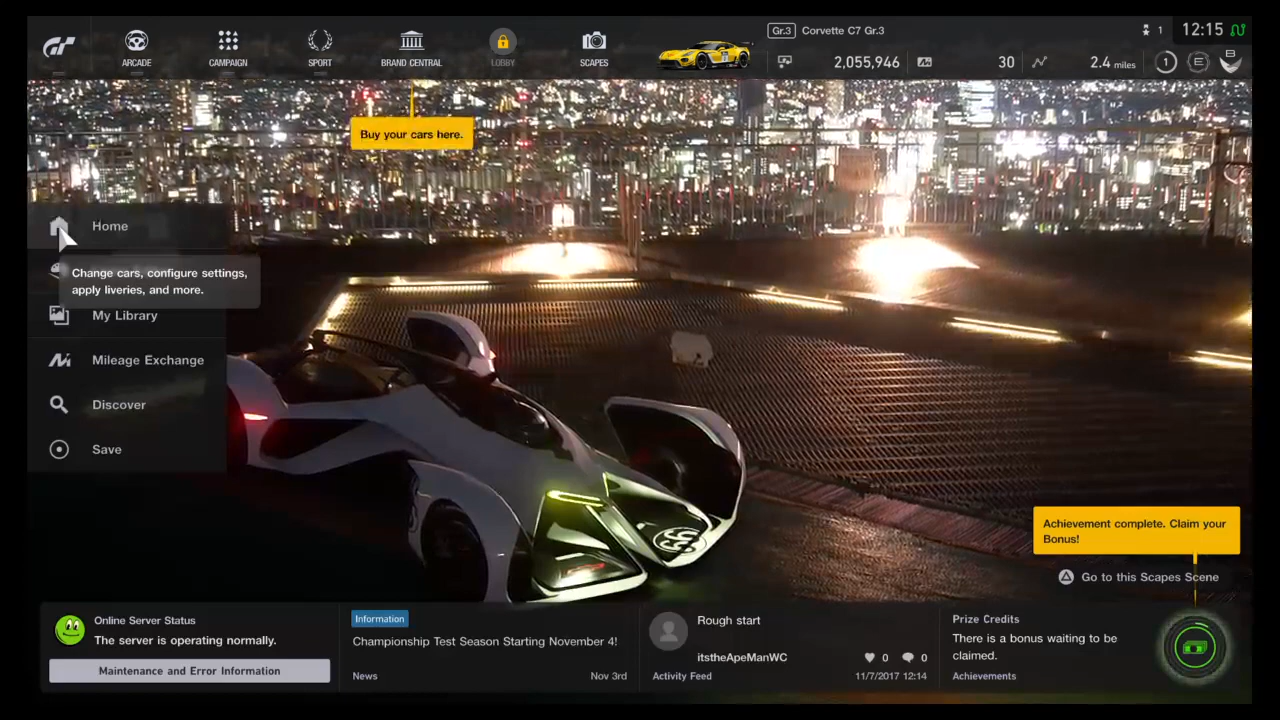 GT
ARCADE
CAMPAIGN
SPORT
BRAND CENTRAL
LOBBY
SCAPES
Gr.3 Corvette C7 Gr.3
1 12:15
2,055,946 30 2.4 miles 1 E B
Buy your cars here.
Home
Change cars, configure settings,
apply liveries, and more.
My Library
Mileage Exchange
Discover
Save
66
Achievement complete. Claim your
Bonus!
Go to this Scapes Scene
Online Server Status
The server is operating normally.
Maintenance and Error Information
Information
Championship Test Season Starting November 4!
News Nov 3rd
Rough start
itstheApeManWC 0 0
Activity Feed 11/7/2017 12:14
Prize Credits
There is a bonus waiting to be
claimed.
Achievements